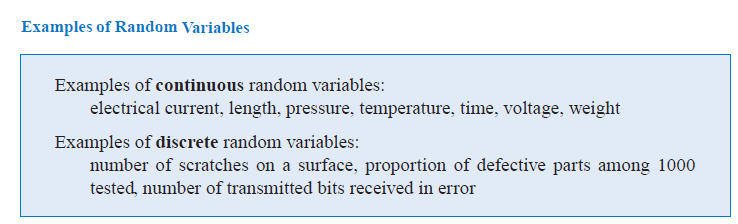 Examples of Random Variables
Examples of continuous random variables:
electrical current, length, pressure, temperature, time, voltage, weight
Examples of discrete random variables:
number of scratches on a surface, proportion of defective parts among 1000
tested, number of transmitted bits received in error